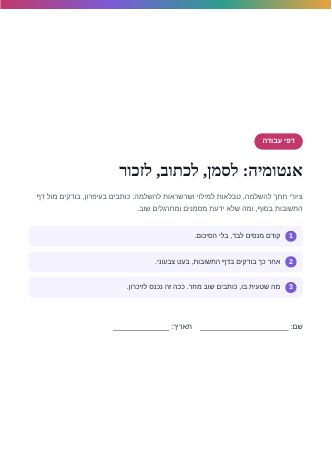 דפי עבודה
אנטומיה: לסמן, לכתוב, לזכור
ציורי חתך להשלמה, טבלאות למילוי ושרשראות להשלמה. כותבים בעיפרון, בודקים מול דף
התשובות בסוף, ומה שלא ידעת מסמנים ומתרגלים שוב.
1 קודם מנסים לבד, בלי הסיכום.
2 אחר כך בודקים בדף התשובות, בעט צבעוני.
3 מה שטעית בו, כותבים שוב מחר. ככה זה נכנס לזיכרון.
שם: ______________________ תאריך: ______________